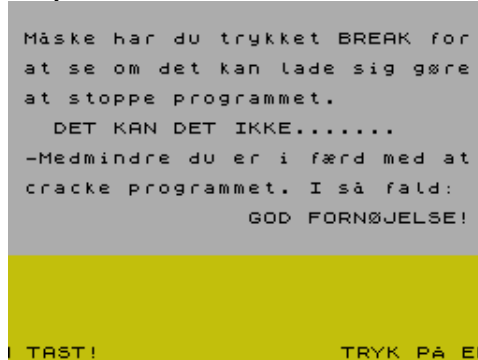 Måske har du trykket BREAK for
at se om det kan lade sig gøre
at stoppe programmet.
DET KAN DET IKKE.......
-Medmindre du er i færd med at
cracke programmet. I så fald:
GOD FORNØJELSE!
TAST! TRYK PÅ E